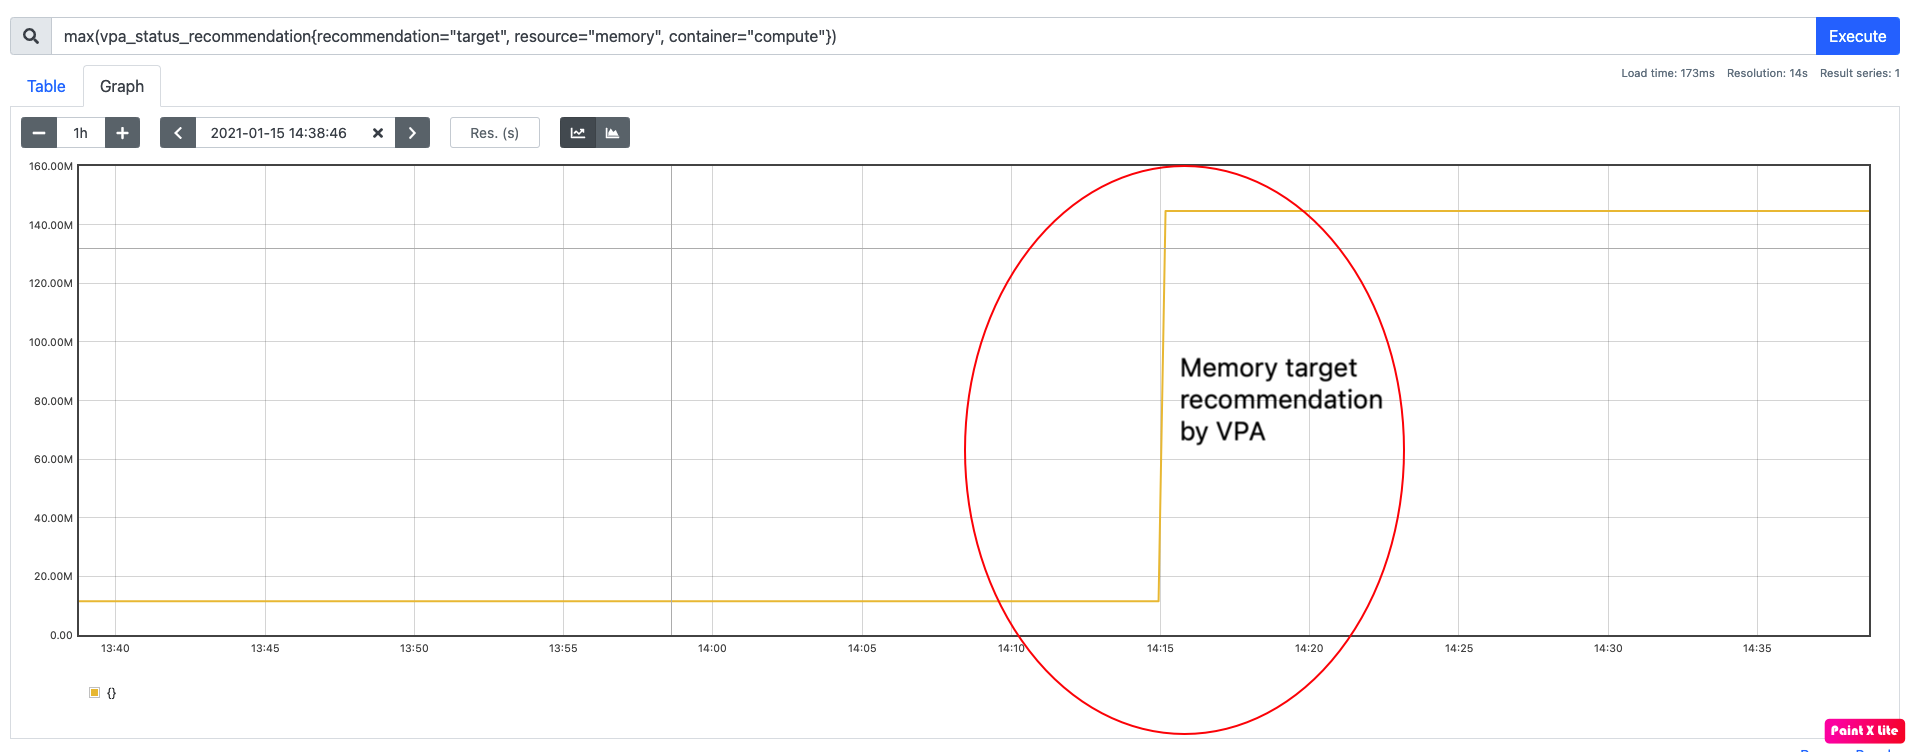 max(vpa_status_recommendation{recommendation="target", resource="memory", container="compute"})
Execute
Load time: 173ms Resolution: 14s Result series: 1
Table Graph
1h 2021-01-15 14:38:46 Res. (s)
160.00M
140.00M
120.00M
100.00M
80.00M
60.00M
40.00M
20.00M
0.00
Memory target
recommendation
by VPA
13:40 13:45 13:50 13:55 14:00 14:05 14:10 14:15 14:20 14:25 14:30 14:35
{}
Paint X Lite